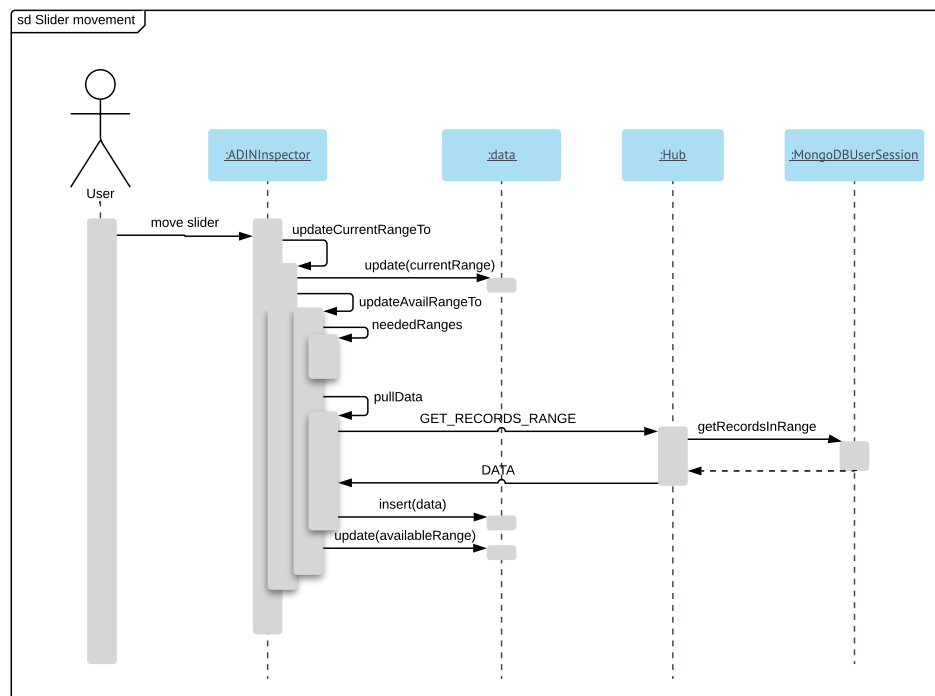 sd Slider movement
:ADINInspector
:data
:Hub
:MongoDBUserSession
User
move slider
updateCurrentRangeTo
update(currentRange)
updateAvailRangeTo
neededRanges
pullData
GET_RECORDS_RANGE
getRecordsInRange
DATA
insert(data)
update(availableRange)